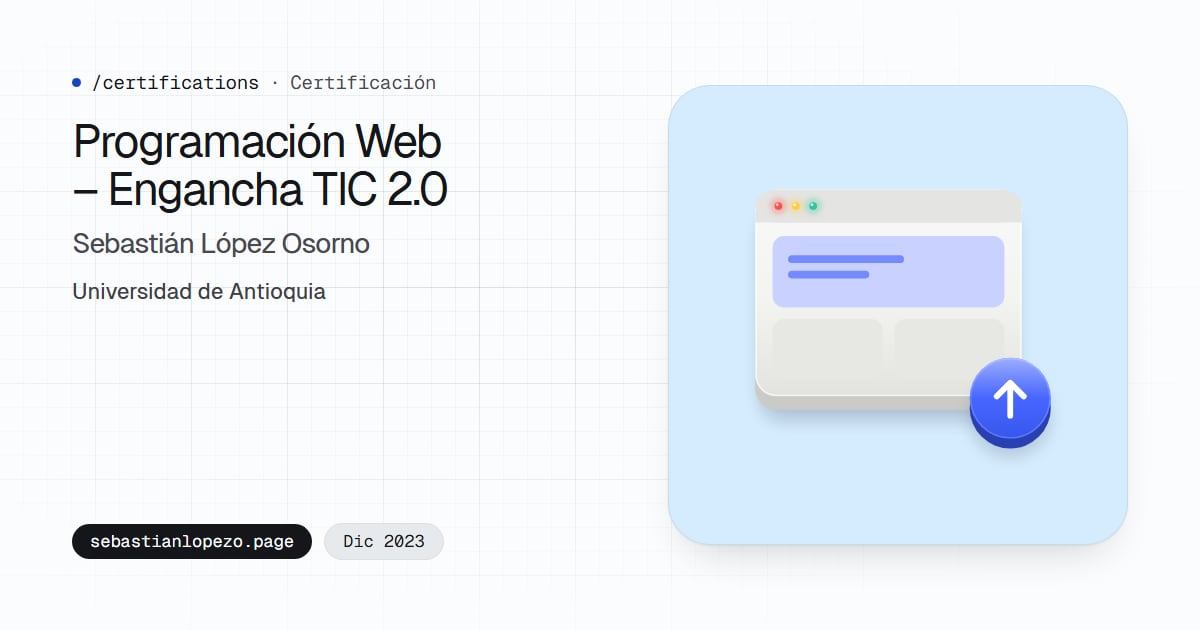 /certifications · Certificación
Programación Web
– Engancha TIC 2.0
Sebastián López Osorno
Universidad de Antioquia
sebastianlopezo.page
Dic 2023